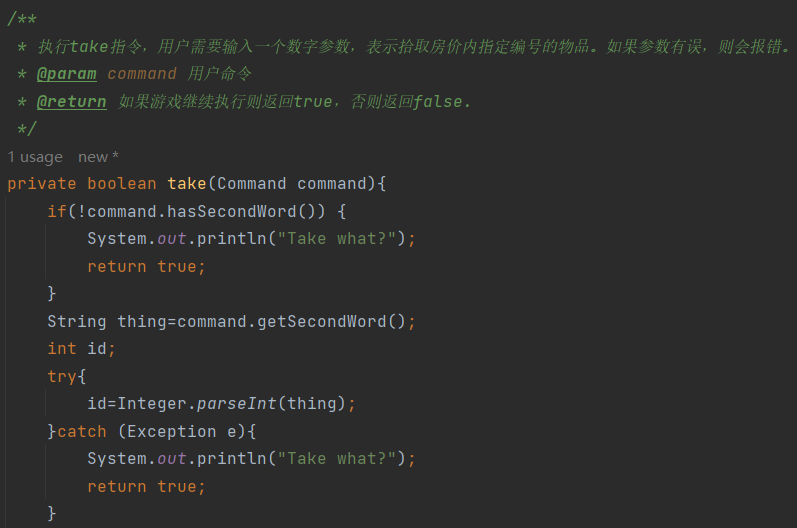 /**
 * 执行take指令，用户需要输入一个数字参数，表示拾取房价内指定编号的物品。如果参数有误，则会报错。
 * @param command 用户命令
 * @return 如果游戏继续执行则返回true，否则返回false.
 */
1 usage new *
private boolean take(Command command){
    if(!command.hasSecondWord()) {
        System.out.println("Take what?");
        return true;
    }
    String thing=command.getSecondWord();
    int id;
    try{
        id=Integer.parseInt(thing);
    }catch (Exception e){
        System.out.println("Take what?");
        return true;
    }